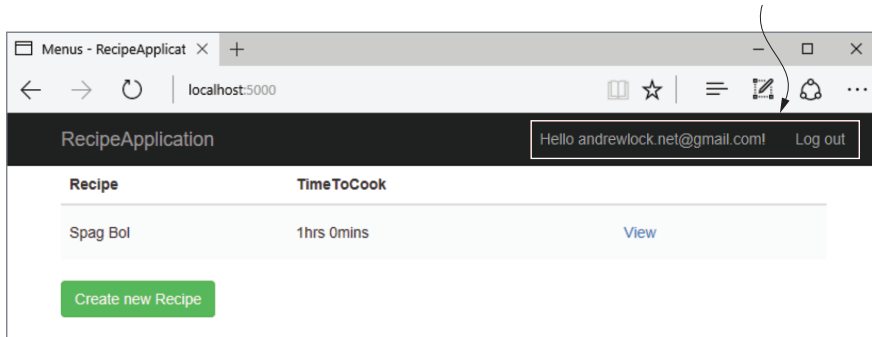 Menus - RecipeApplicat
localhost:5000
RecipeApplication Hello andrewlock.net@gmail.com! Log out
Recipe TimeToCook
Spag Bol 1hrs 0mins View
Create new Recipe